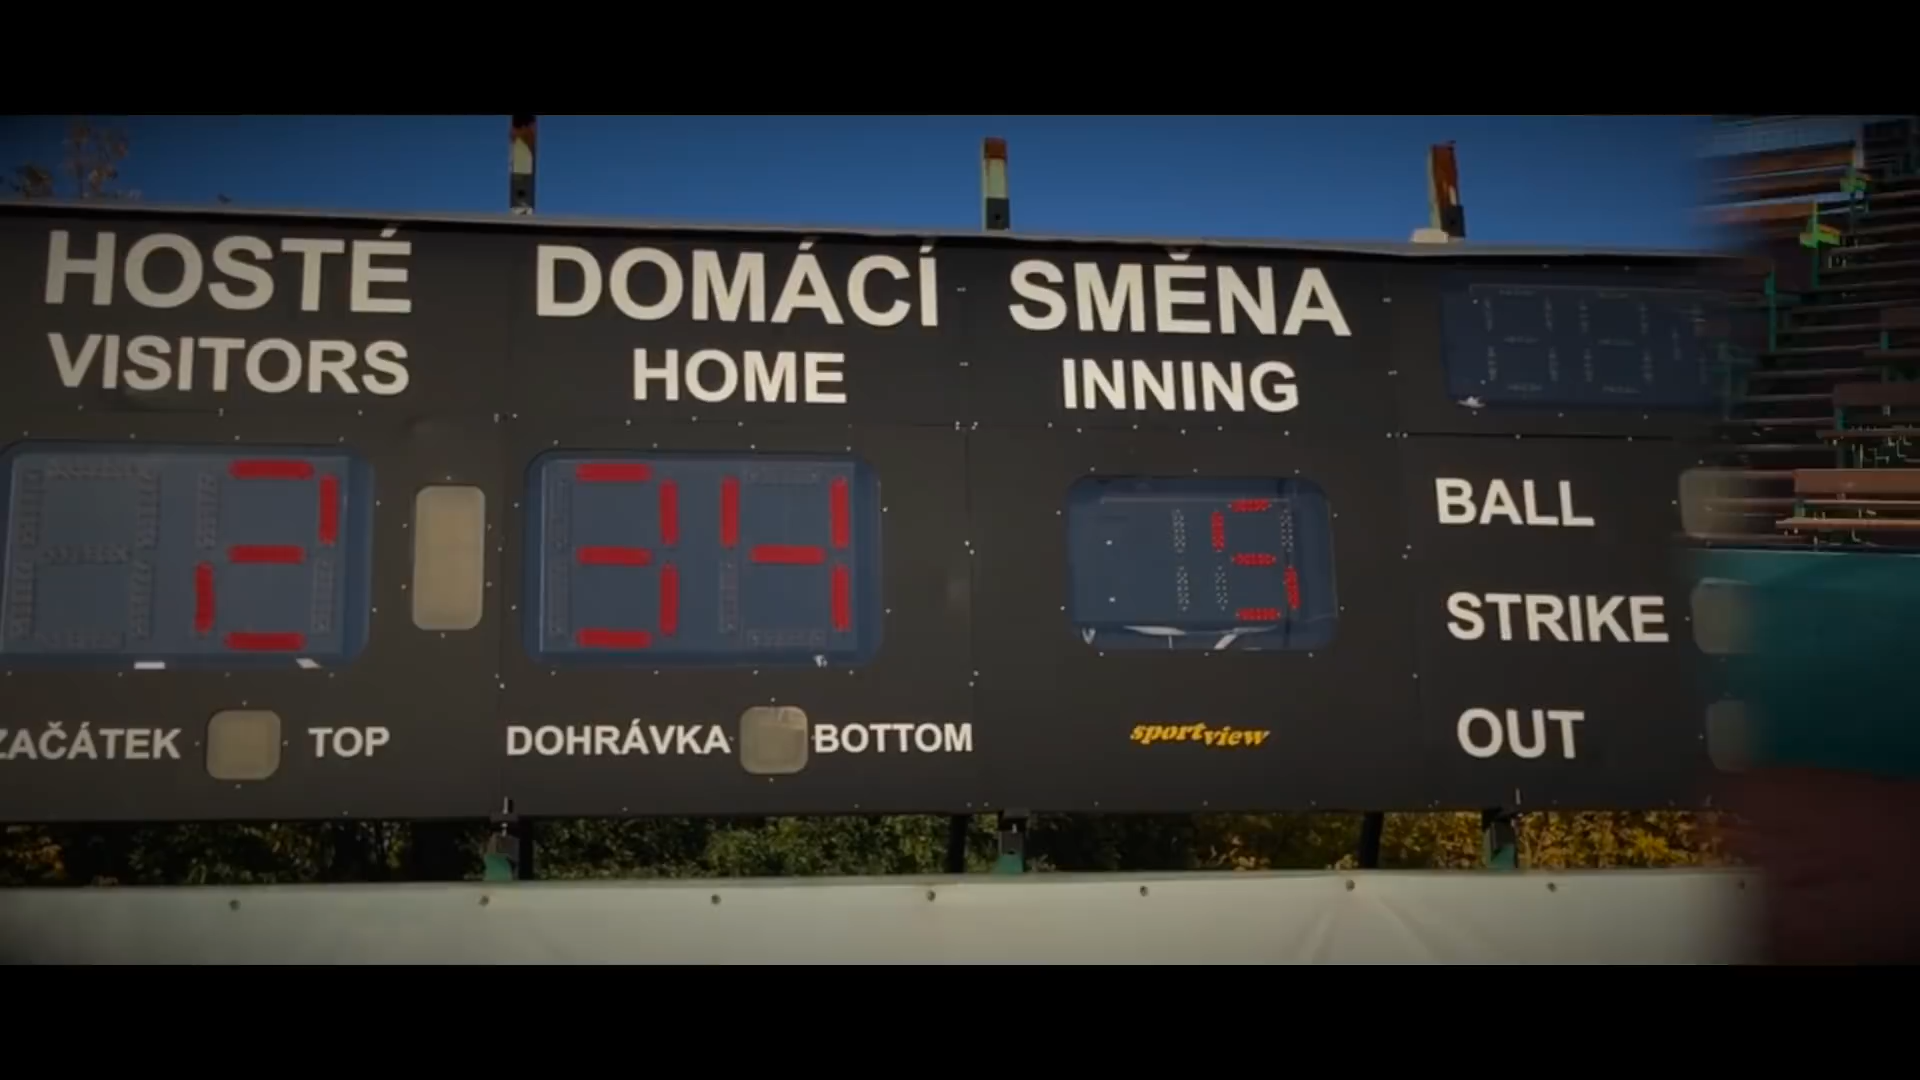 HOSTÉ DOMÁCÍ SMĚNA
VISITORS HOME INNING
2 34 5
BALL
STRIKE
OUT
ZAČÁTEK TOP DOHRÁVKA BOTTOM
sportview